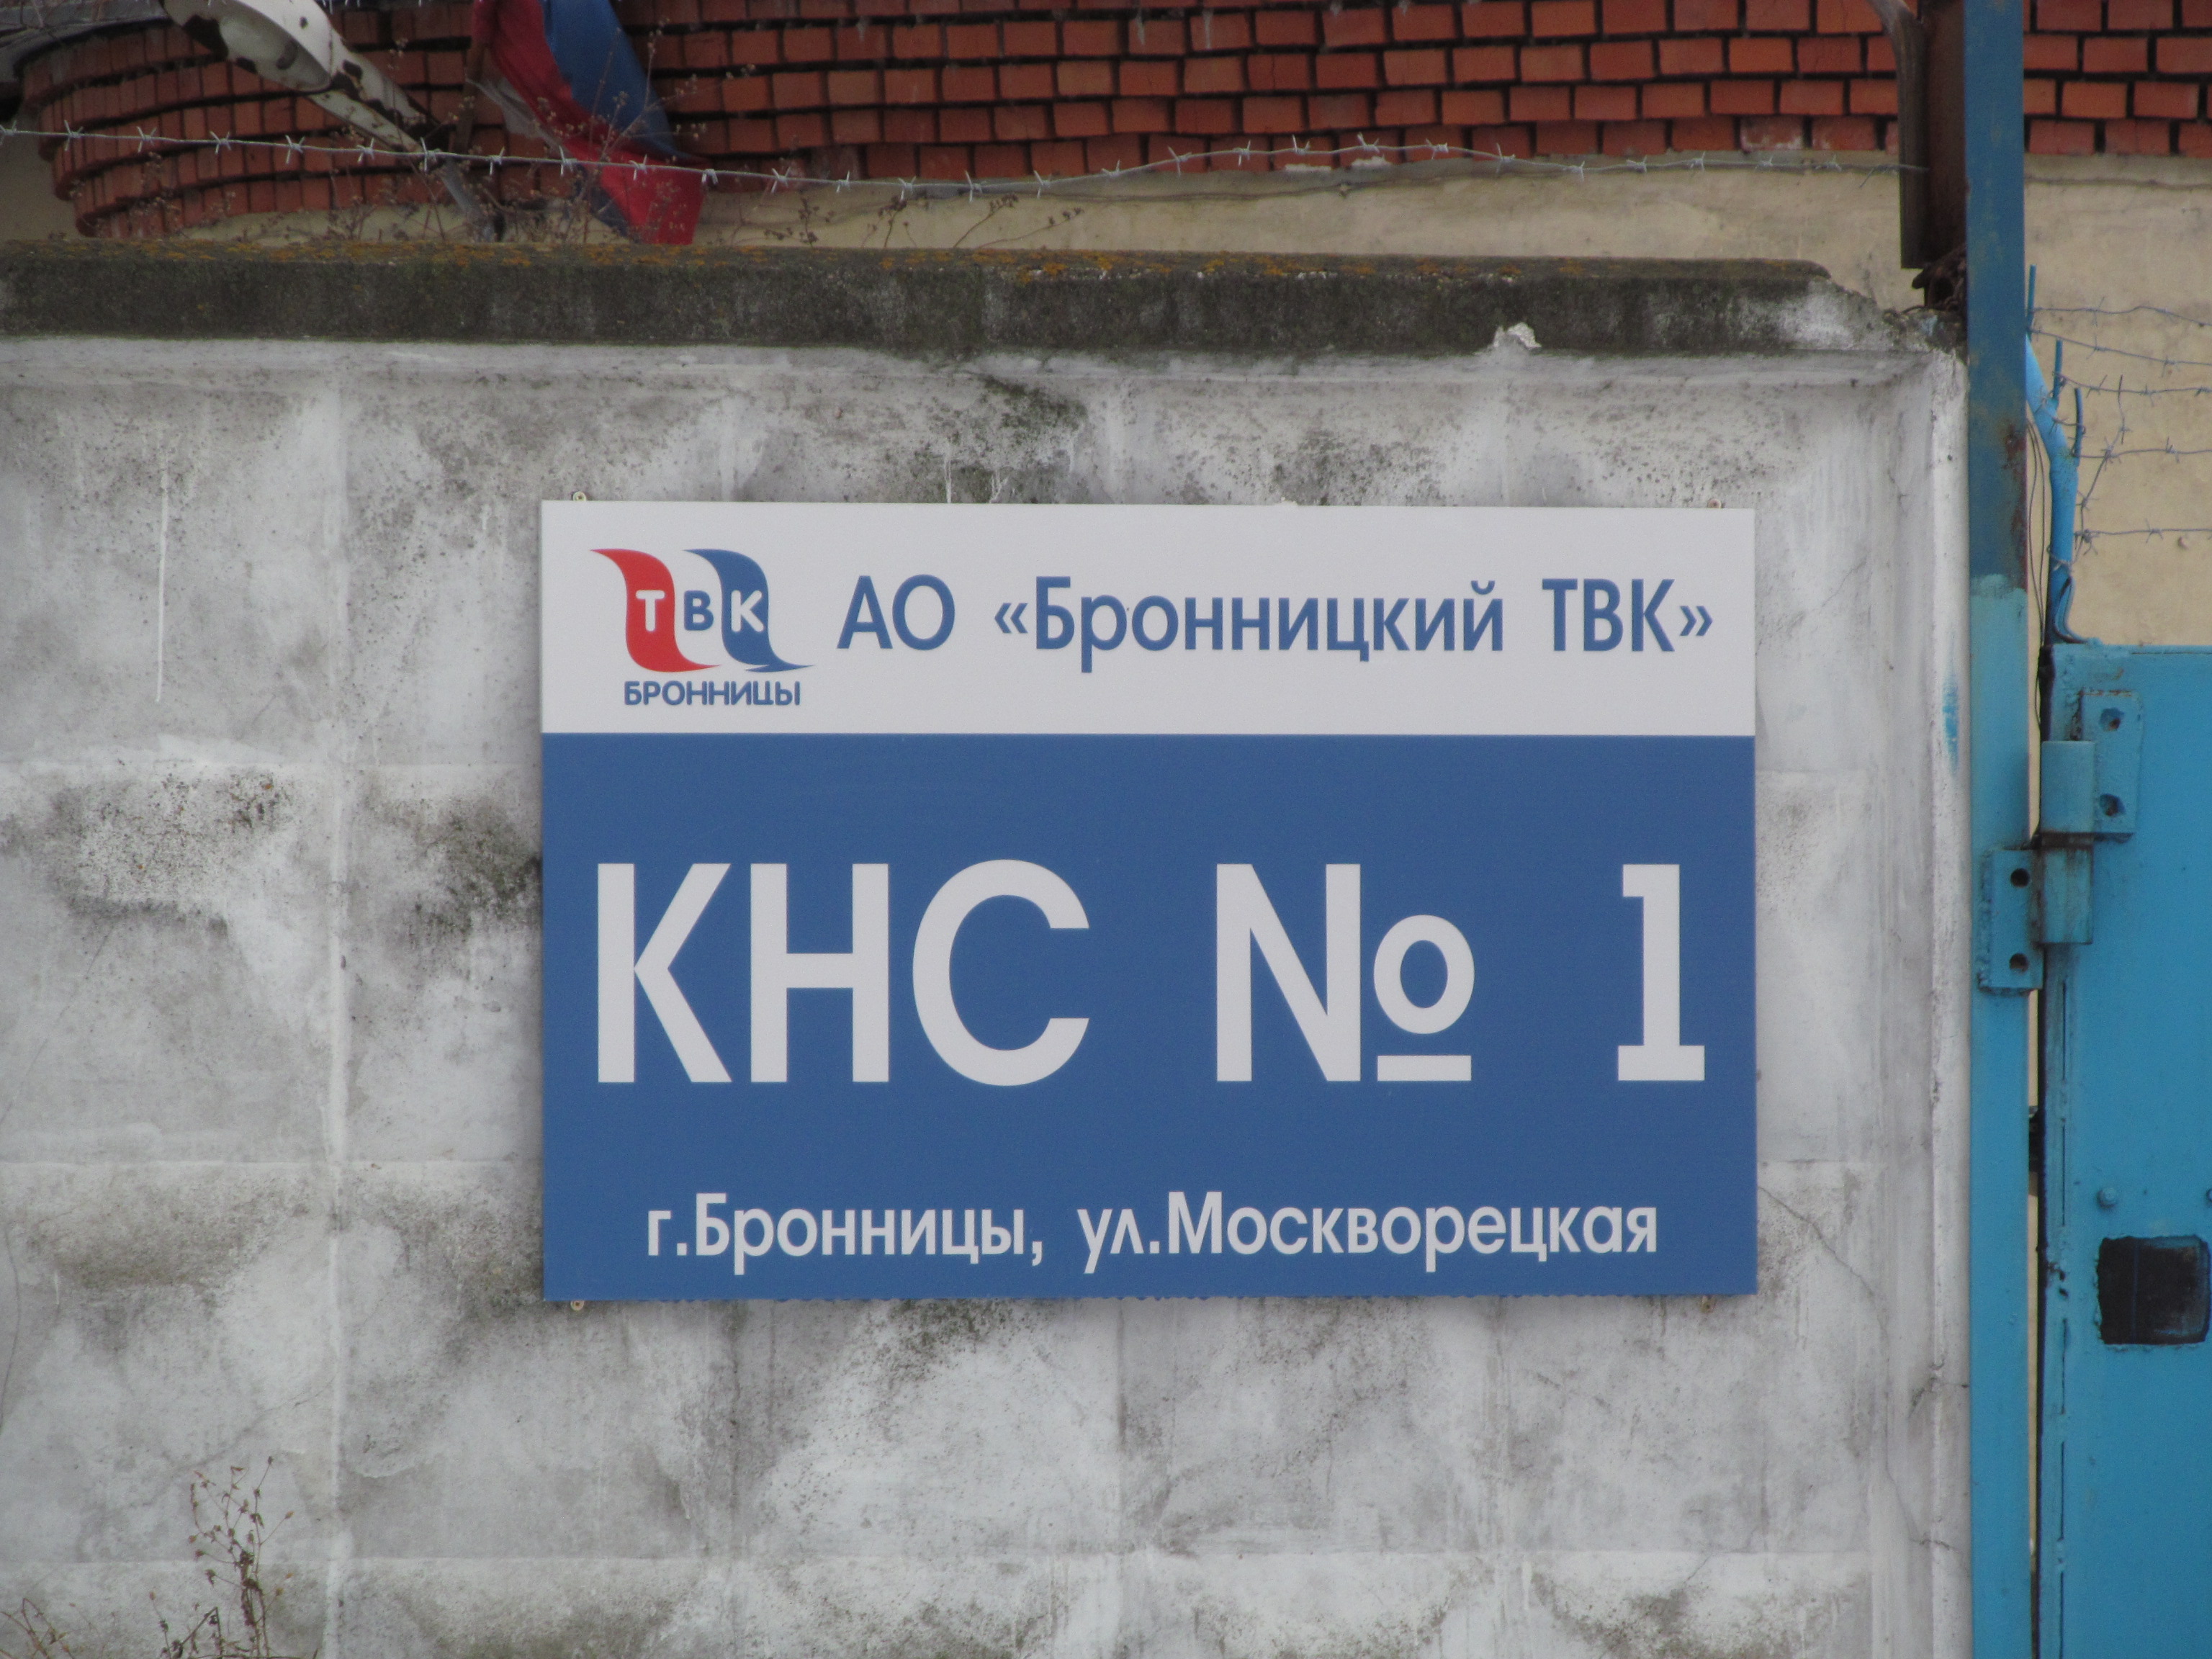 ТВК
БРОННИЦЫ
АО «Бронницкий ТВК»
КНС № 1
г.Бронницы, ул.Москворецкая